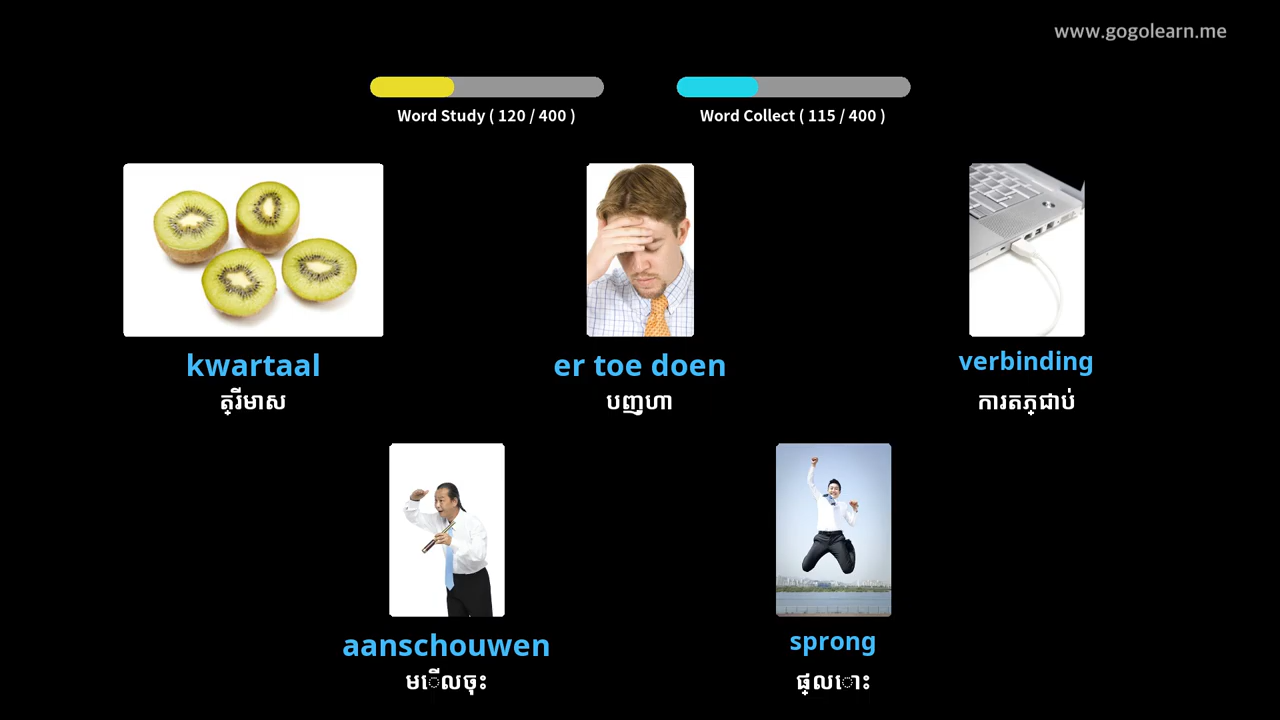 www.gogolearn.me
Word Study ( 120 / 400 )
Word Collect ( 115 / 400 )
kwartaal
ត្រីមាស
er toe doen
បញ្ហា
verbinding
ការតភ្ជាប់
aanschouwen
មើលចុះ
sprong
ផ្លោះ